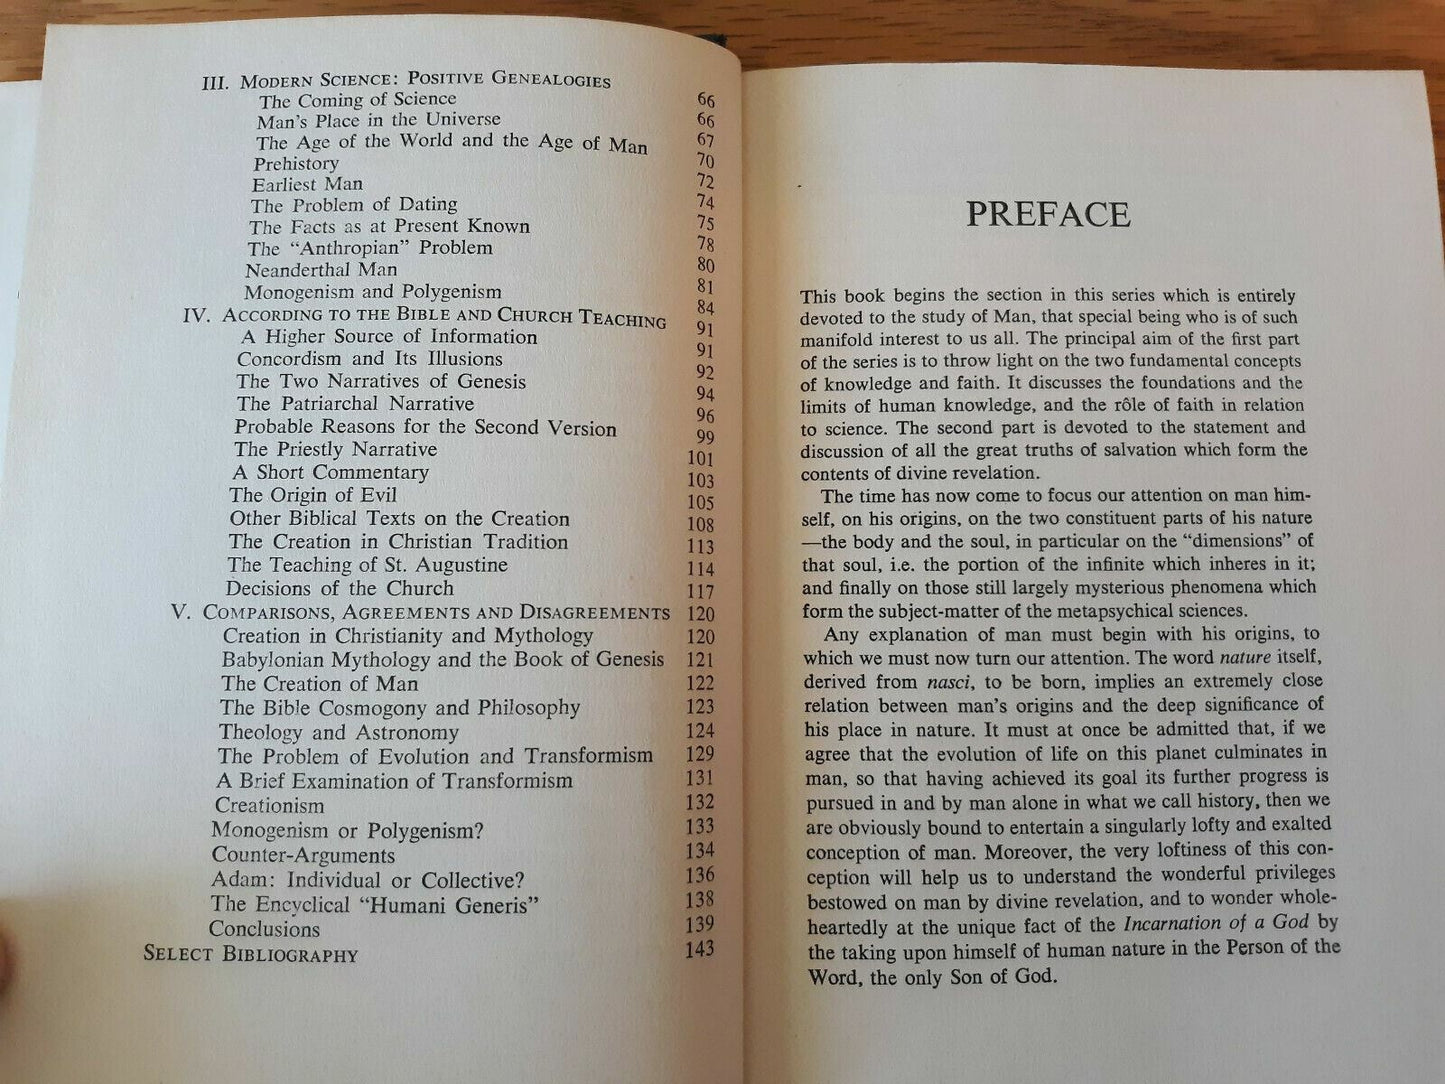 III. MODERN SCIENCE: POSITIVE GENEALOGIES 66
The Coming of Science 66
Man's Place in the Universe 67
The Age of the World and the Age of Man 70
Prehistory 72
Earliest Man 74
The Problem of Dating 75
The Facts as at Present Known 78
The “Anthropian” Problem 80
Neanderthal Man 81
Monogenism and Polygenism 84
IV. ACCORDING TO THE BIBLE AND CHURCH TEACHING 91
A Higher Source of Information 91
Concordism and Its Illusions 92
The Two Narratives of Genesis 94
The Patriarchal Narrative 96
Probable Reasons for the Second Version 99
The Priestly Narrative 101
A Short Commentary 103
The Origin of Evil 105
Other Biblical Texts on the Creation 108
The Creation in Christian Tradition 113
The Teaching of St. Augustine 114
Decisions of the Church 117
V. COMPARISONS, AGREEMENTS AND DISAGREEMENTS 120
Creation in Christianity and Mythology 120
Babylonian Mythology and the Book of Genesis 121
The Creation of Man 122
The Bible Cosmogony and Philosophy 123
Theology and Astronomy 124
The Problem of Evolution and Transformism 129
A Brief Examination of Transformism 131
Creationism 132
Monogenism or Polygenism? 133
Counter-Arguments 134
Adam: Individual or Collective? 136
The Encyclical “Humani Generis” 138
Conclusions 139
SELECT BIBLIOGRAPHY 143
PREFACE
This book begins the section in this series which is entirely
devoted to the study of Man, that special being who is of such
manifold interest to us all. The principal aim of the first part
of the series is to throw light on the two fundamental concepts
of knowledge and faith. It discusses the foundations and the
limits of human knowledge, and the rôle of faith in relation
to science. The second part is devoted to the statement and
discussion of all the great truths of salvation which form the
contents of divine revelation.
The time has now come to focus our attention on man him-
self, on his origins, on the two constituent parts of his nature
—the body and the soul, in particular on the “dimensions” of
that soul, i.e. the portion of the infinite which inheres in it;
and finally on those still largely mysterious phenomena which
form the subject-matter of the metapsychical sciences.
Any explanation of man must begin with his origins, to
which we must now turn our attention. The word nature itself,
derived from nasci, to be born, implies an extremely close
relation between man's origins and the deep significance of
his place in nature. It must at once be admitted that, if we
agree that the evolution of life on this planet culminates in
man, so that having achieved its goal its further progress is
pursued in and by man alone in what we call history, then we
are obviously bound to entertain a singularly lofty and exalted
conception of man. Moreover, the very loftiness of this con-
ception will help us to understand the wonderful privileges
bestowed on man by divine revelation, and to wonder whole-
heartedly at the unique fact of the Incarnation of a God by
the taking upon himself of human nature in the Person of the
Word, the only Son of God.